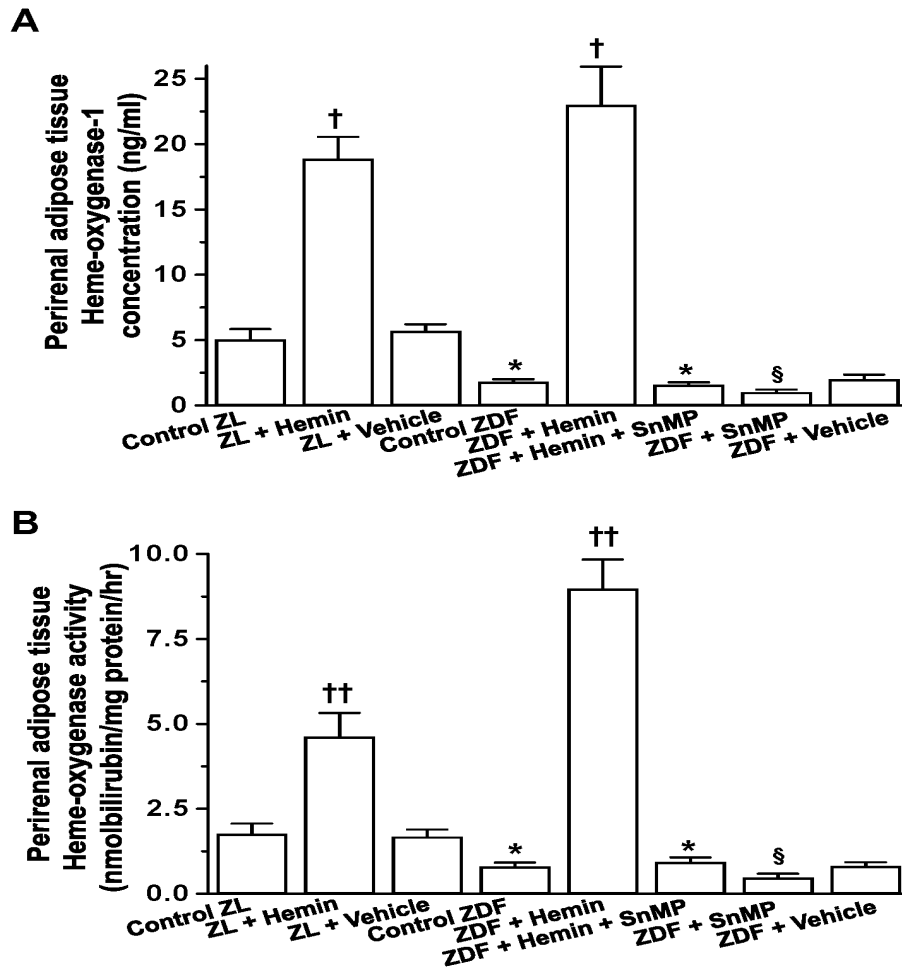 A
Perirenal adipose tissue
Heme-oxygenase-1
concentration (ng/ml)
25
20
15
10
5
0
†
†
*
*
§
Control ZL
ZL + Hemin
ZL + Vehicle
Control ZDF
ZDF + Hemin
ZDF + Hemin + SnMP
ZDF + SnMP
ZDF + Vehicle
B
Perirenal adipose tissue
Heme-oxygenase activity
(nmolbilirubin/mg protein/hr)
10.0
7.5
5.0
2.5
0.0
††
††
*
*
§
Control ZL
ZL + Hemin
ZL + Vehicle
Control ZDF
ZDF + Hemin
ZDF + Hemin + SnMP
ZDF + SnMP
ZDF + Vehicle